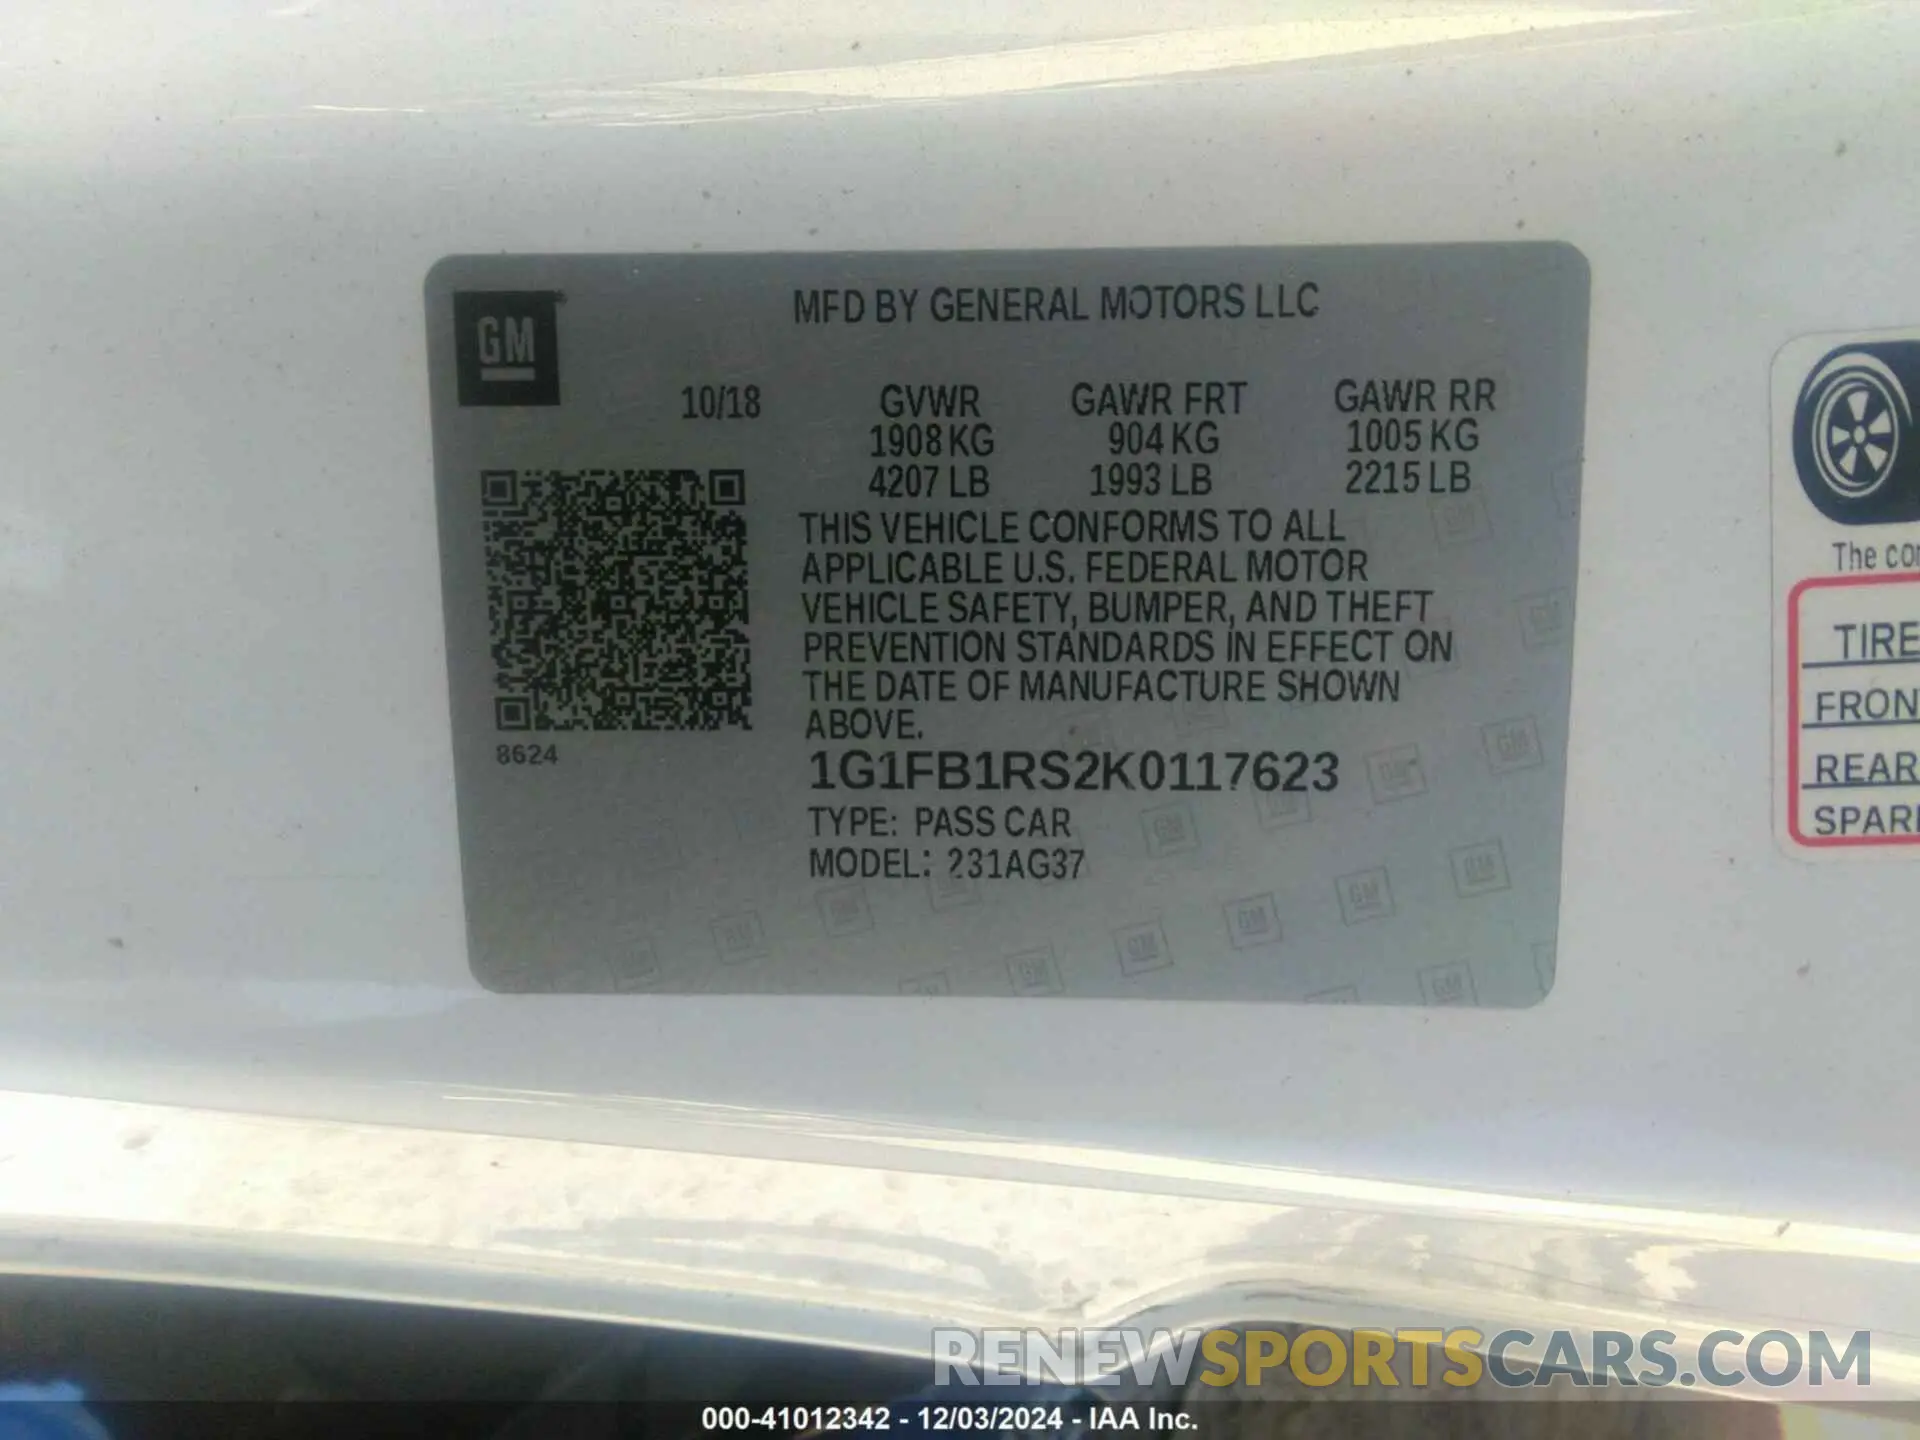 MFD BY GENERAL MOTORS LLC
GM
10/18 GVWR GAWR FRT GAWR RR
1908 KG 904 KG 1005 KG
4207 LB 1993 LB 2215 LB
THIS VEHICLE CONFORMS TO ALL
APPLICABLE U.S. FEDERAL MOTOR
VEHICLE SAFETY, BUMPER, AND THEFT
PREVENTION STANDARDS IN EFFECT ON
THE DATE OF MANUFACTURE SHOWN
ABOVE.
8624
1G1FB1RS2K0117623
TYPE: PASS CAR
MODEL: 231AG37
The
TIRE
REAR
RENEWSPORTSCARS.COM
000-41012342 - 12/03/2024 - IAA Inc.